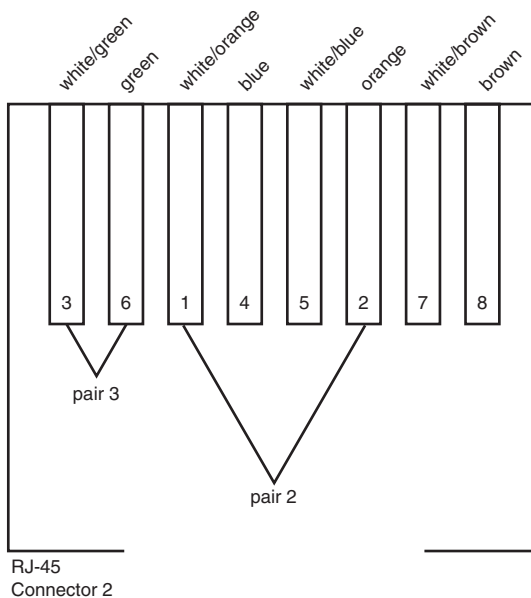 white/green
green
white/orange
blue
white/blue
orange
white/brown
brown
3 6 1 4 5 2 7 8
pair 3
pair 2
RJ-45
Connector 2